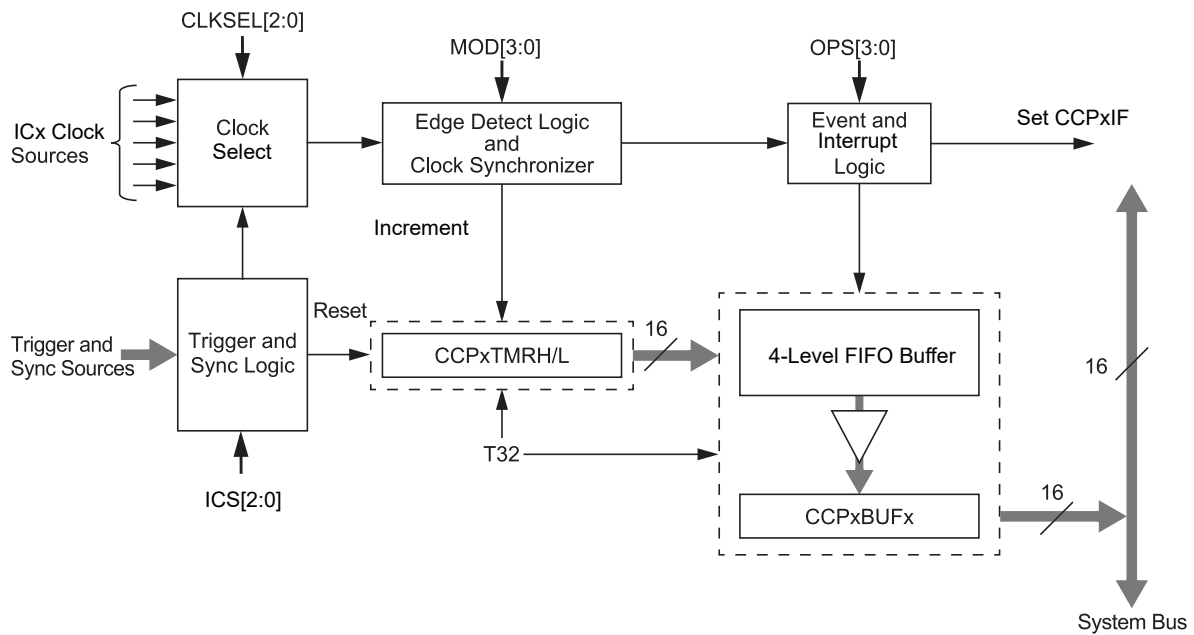 CLKSEL[2:0]
MOD[3:0]
OPS[3:0]
ICx Clock
Sources
Clock
Select
Edge Detect Logic
and
Clock Synchronizer
Event and
Interrupt
Logic
Set CCPxIF
Increment
Reset
Trigger and
Sync Sources
Trigger and
Sync Logic
CCPxTMRH/L
16
4-Level FIFO Buffer
16
T32
ICS[2:0]
CCPxBUFx
16
System Bus